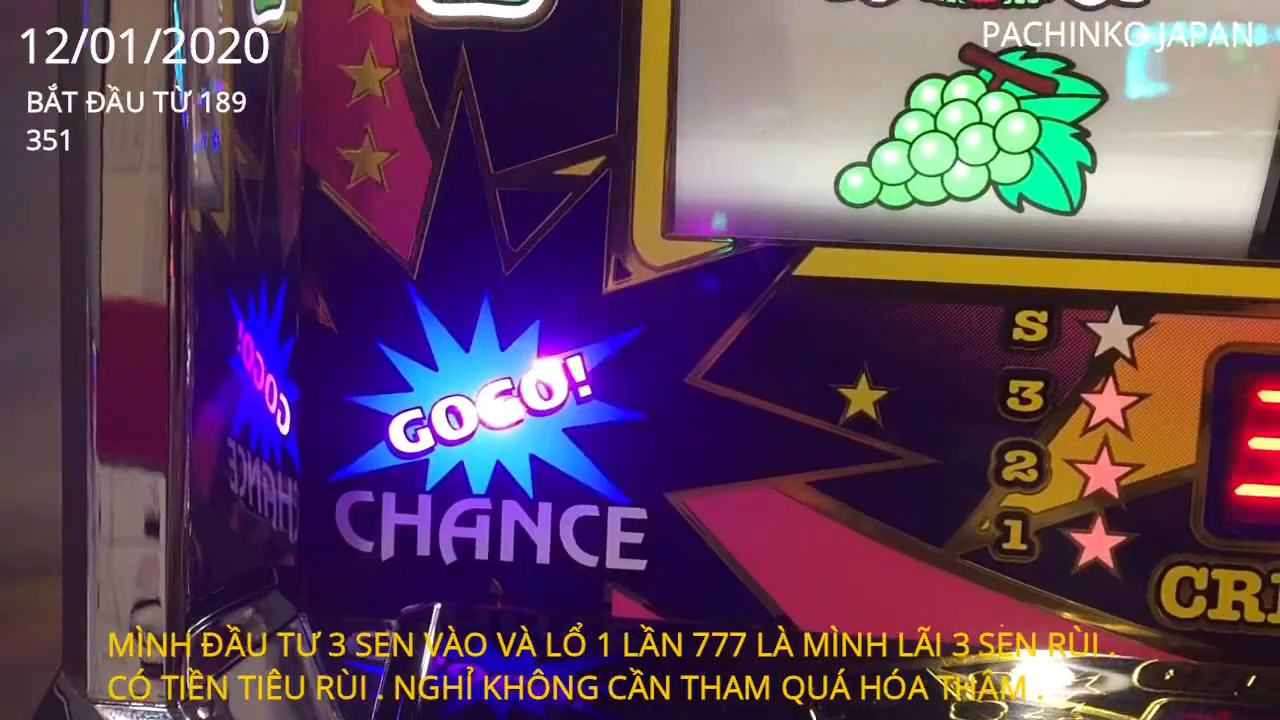 12/01/2020
PACHINKO JAPAN
BẮT ĐẦU TỪ 189
351
GOGO!
CHANCE
GOGO!
CHANCE
S
3
2
1
MÌNH ĐẦU TƯ 3 SEN VÀO VÀ LỔ 1 LẦN 777 LÀ MÌNH LÃI 3 SEN RÙI .
CÓ TIỀN TIÊU RÙI . NGHỈ KHÔNG CẦN THAM QUÁ HÓA THÂM .